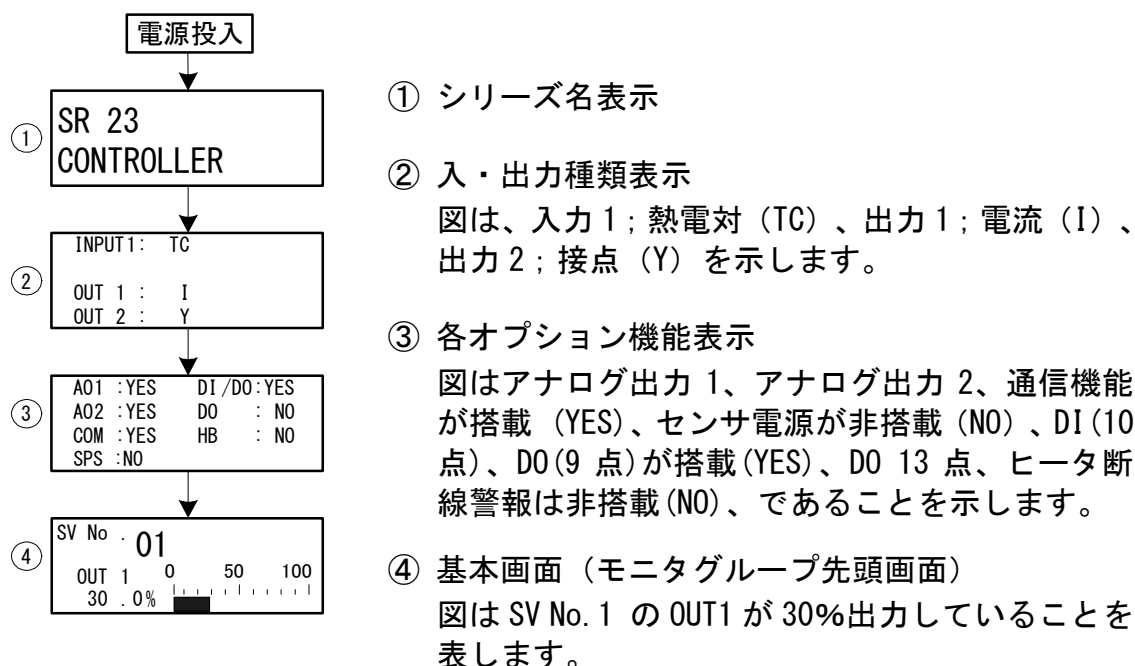 電源投入
①
SR 23
CONTROLLER
②
INPUT1: TC
OUT 1 : I
OUT 2 : Y
③
AO1 :YES DI/DO:YES
AO2 :YES DO : NO
COM :YES HB : NO
SPS :NO
④
SV No . 01
OUT 1 0 50 100
30 .0%
① シリーズ名表示
② 入・出力種類表示
図は、入力1;熱電対(TC)、出力1;電流(I)、
出力2;接点(Y)を示します。
③ 各オプション機能表示
図はアナログ出力 1、アナログ出力 2、通信機能
が搭載 (YES)、センサ電源が非搭載(NO)、DI(10
点)、DO(9 点)が搭載(YES)、DO 13 点、ヒータ断
線警報は非搭載(NO)、であることを示します。
④ 基本画面(モニタグループ先頭画面)
図は SV No.1 の OUT1 が 30%出力していることを
表します。